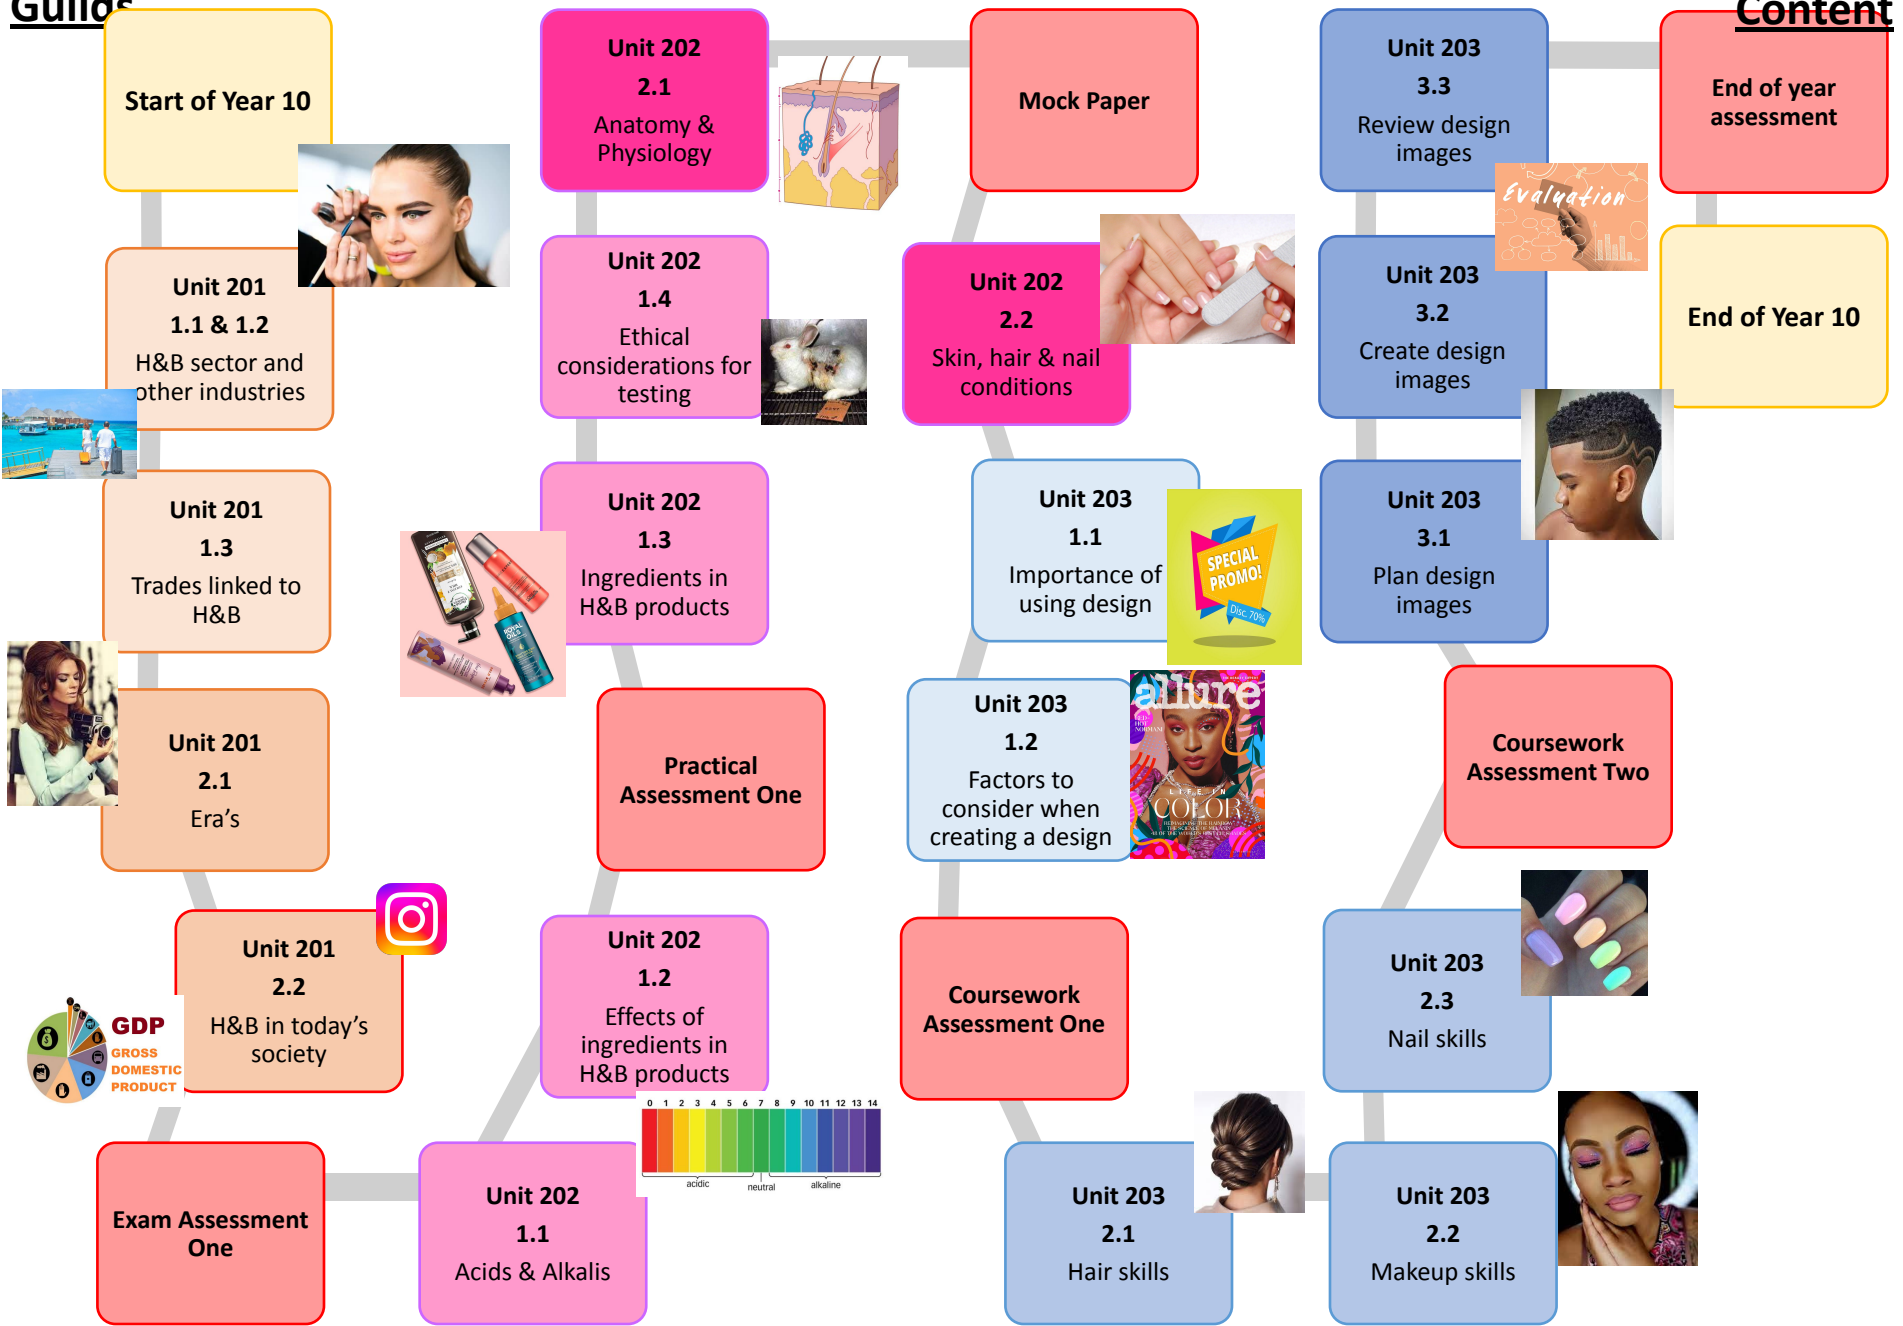 Guilds
Content
Start of Year 10
Unit 201
1.1 & 1.2
H&B sector and
other industries
Unit 201
1.3
Trades linked to
H&B
Unit 201
2.1
Era's
Unit 201
2.2
H&B in today's
society
GDP
GROSS
DOMESTIC
PRODUCT
Exam Assessment
One
Unit 202
1.1
Acids & Alkalis
0 1 2 3 4 5 6 7 8 9 10 11 12 13 14
acidic
neutral
alkaline
Unit 202
1.2
Effects of
ingredients in
H&B products
Practical
Assessment One
Unit 202
1.3
Ingredients in
H&B products
ROYAL
OILS
Unit 202
1.4
Ethical
considerations for
testing
Unit 202
2.1
Anatomy &
Physiology
Mock Paper
Unit 202
2.2
Skin, hair & nail
conditions
Unit 203
1.1
Importance of
using design
SPECIAL
PROMO!
Disc. 70%
Unit 203
1.2
Factors to
consider when
creating a design
allure
LIFE IN
COLOR
Coursework
Assessment One
Unit 203
2.1
Hair skills
Unit 203
2.2
Makeup skills
Unit 203
2.3
Nail skills
Coursework
Assessment Two
Unit 203
3.1
Plan design
images
Unit 203
3.2
Create design
images
Unit 203
3.3
Review design
images
Evaluation
End of year
assessment
End of Year 10